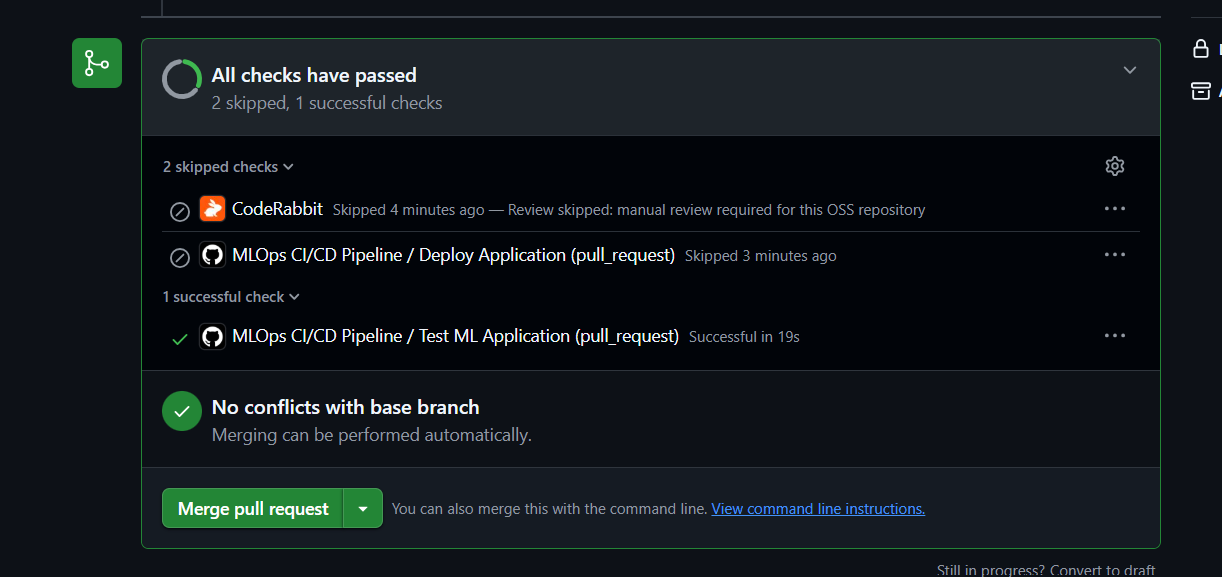 All checks have passed
2 skipped, 1 successful checks
2 skipped checks
CodeRabbit Skipped 4 minutes ago — Review skipped: manual review required for this OSS repository
MLOps CI/CD Pipeline / Deploy Application (pull_request) Skipped 3 minutes ago
1 successful check
MLOps CI/CD Pipeline / Test ML Application (pull_request) Successful in 19s
No conflicts with base branch
Merging can be performed automatically.
Merge pull request You can also merge this with the command line. View command line instructions.
Still in progress? Convert to draft